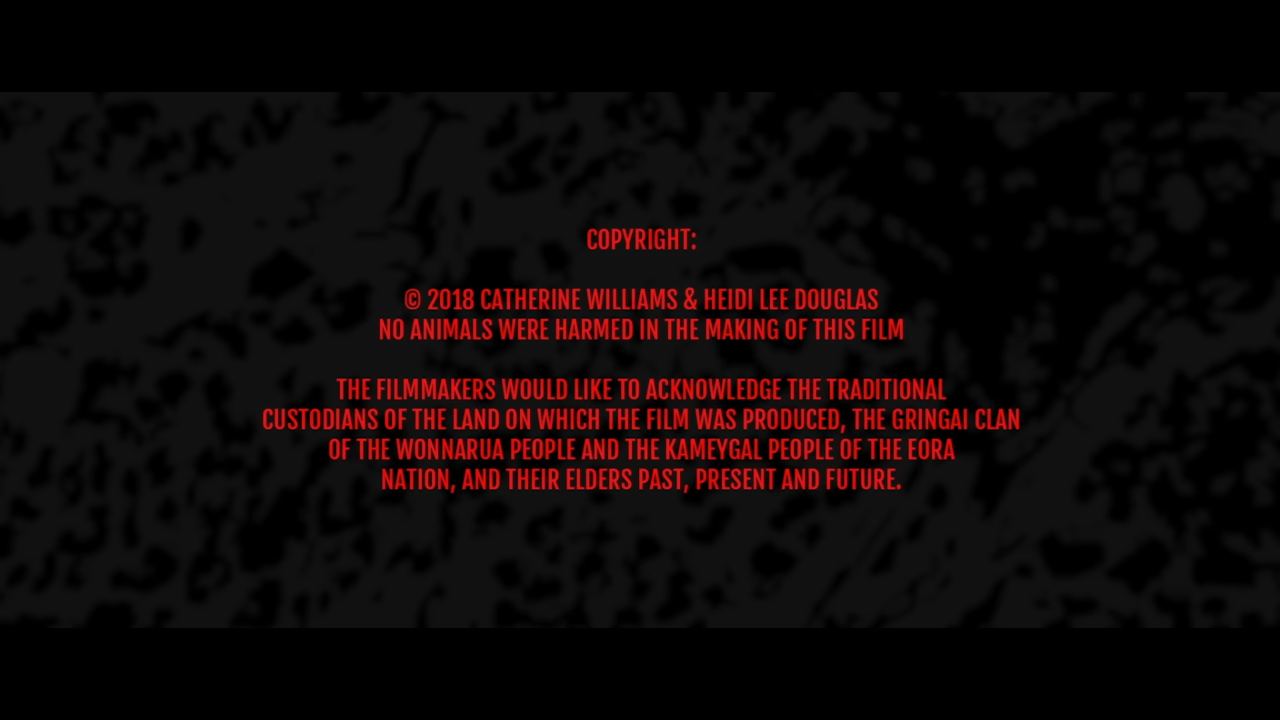 COPYRIGHT:
© 2018 CATHERINE WILLIAMS & HEIDI LEE DOUGLAS
NO ANIMALS WERE HARMED IN THE MAKING OF THIS FILM
THE FILMMAKERS WOULD LIKE TO ACKNOWLEDGE THE TRADITIONAL
CUSTODIANS OF THE LAND ON WHICH THE FILM WAS PRODUCED, THE GRINGAI CLAN
OF THE WONNARUA PEOPLE AND THE KAMEYGAL PEOPLE OF THE EORA
NATION, AND THEIR ELDERS PAST, PRESENT AND FUTURE.